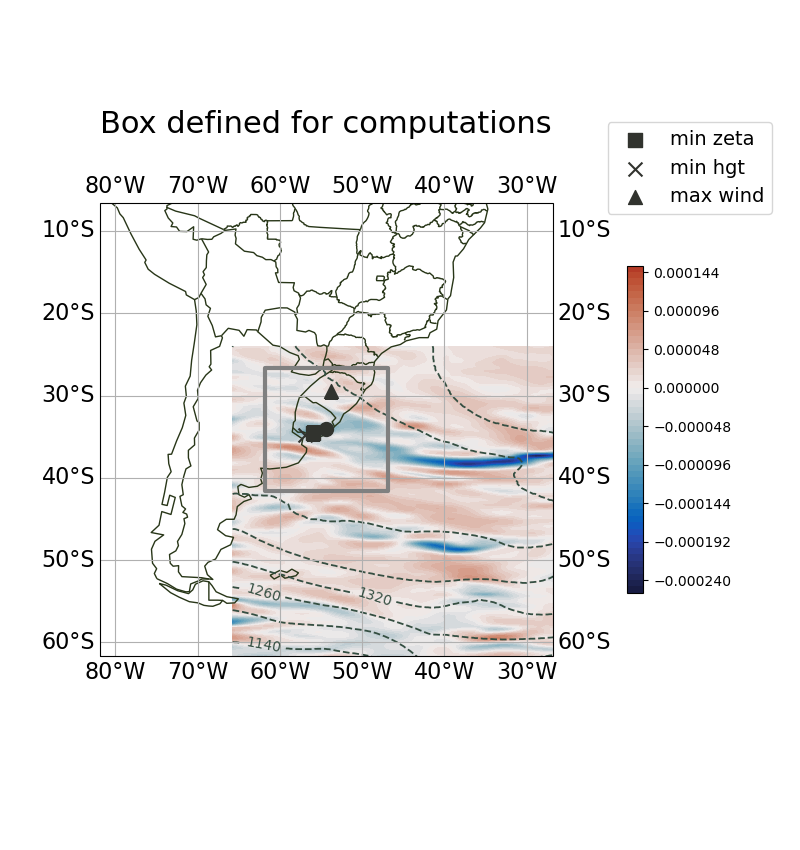 Box defined for computations
min zeta
min hgt
max wind
80°W 70°W 60°W 50°W 40°W 30°W
10°S 10°S
20°S 20°S
30°S 30°S
40°S 40°S
50°S 50°S
60°S 60°S
80°W 70°W 60°W 50°W 40°W 30°W
1260
1320
1140
0.000144
0.000096
0.000048
0.000000
−0.000048
−0.000096
−0.000144
−0.000192
−0.000240